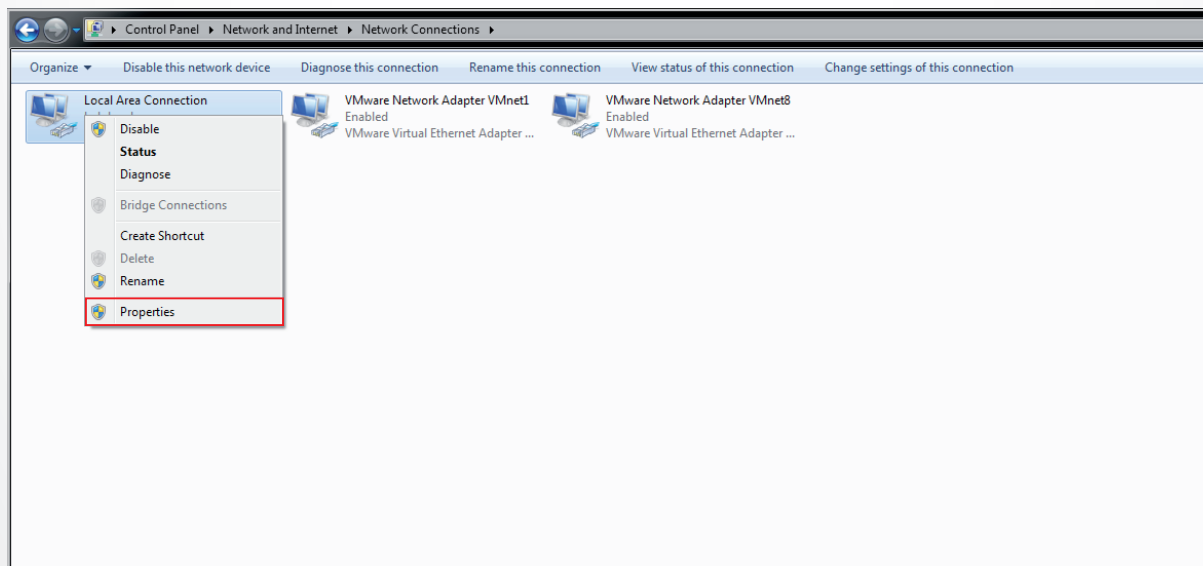 Control Panel Network and Internet Network Connections
Organize Disable this network device Diagnose this connection Rename this connection View status of this connection Change settings of this connection
Local Area Connection
VMware Network Adapter VMnet1
Enabled
VMware Virtual Ethernet Adapter ...
VMware Network Adapter VMnet8
Enabled
VMware Virtual Ethernet Adapter ...
Disable
Status
Diagnose
Bridge Connections
Create Shortcut
Delete
Rename
Properties